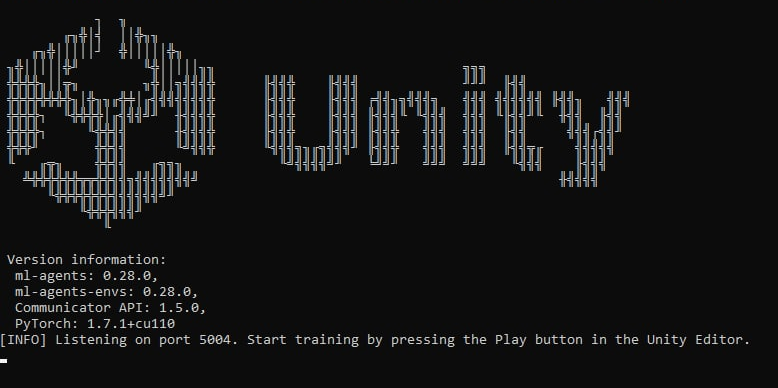 Unity
Version information:
ml-agents: 0.28.0,
ml-agents-envs: 0.28.0,
Communicator API: 1.5.0,
PyTorch: 1.7.1+cu110
[INFO] Listening on port 5004. Start training by pressing the Play button in the Unity Editor.